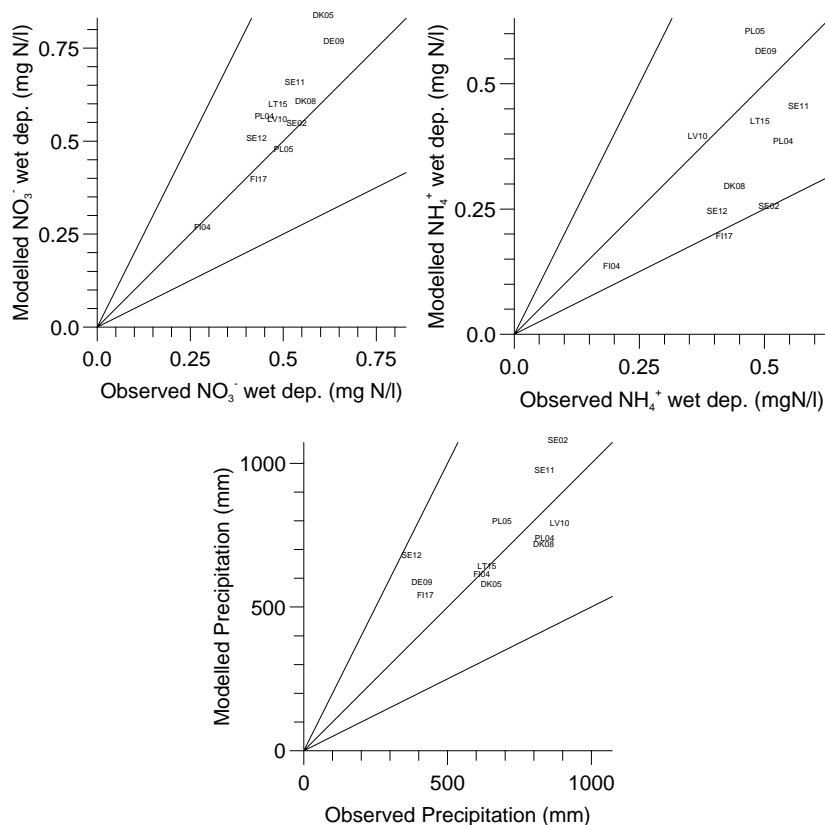 Modelled NO₃⁻ wet dep. (mg N/l)
0.75
0.5
0.25
0.0
DK05
DE09
SE11
LT15
DK08
PL04
LV10
SE02
SE12
PL05
FI17
FI04
0.0 0.25 0.5 0.75
Observed NO₃⁻ wet dep. (mg N/l)
Modelled NH₄⁺ wet dep. (mg N/l)
0.5
0.25
0.0
PL05
DE09
SE11
LT15
LV10
PL04
DK08
SE12
SE02
FI17
FI04
0.0 0.25 0.5
Observed NH₄⁺ wet dep. (mgN/l)
Modelled Precipitation (mm)
1000
500
0
SE02
SE11
PL05
LV10
PL04
DK08
SE12
LT15
FI04
DE09
DK05
FI17
0 500 1000
Observed Precipitation (mm)